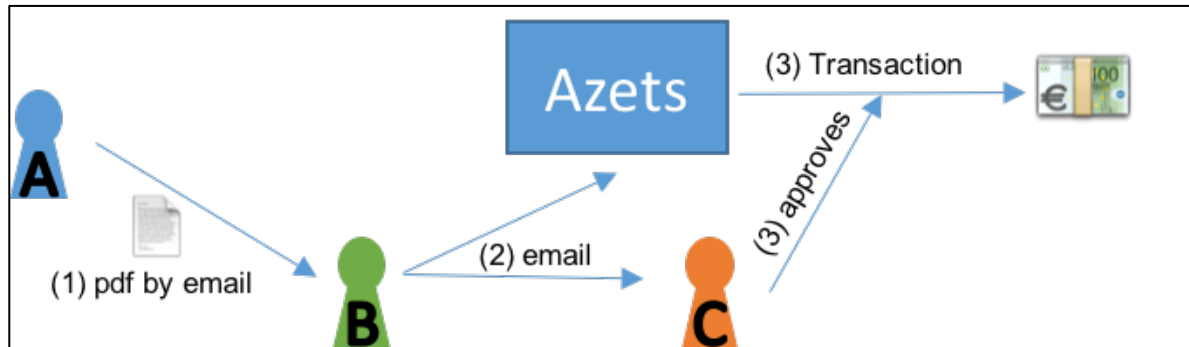 Azets
(3) Transaction
100
€
A
(3) approves
(2) email
(1) pdf by email
B
C